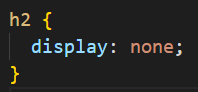 h2 {
  display: none;
}